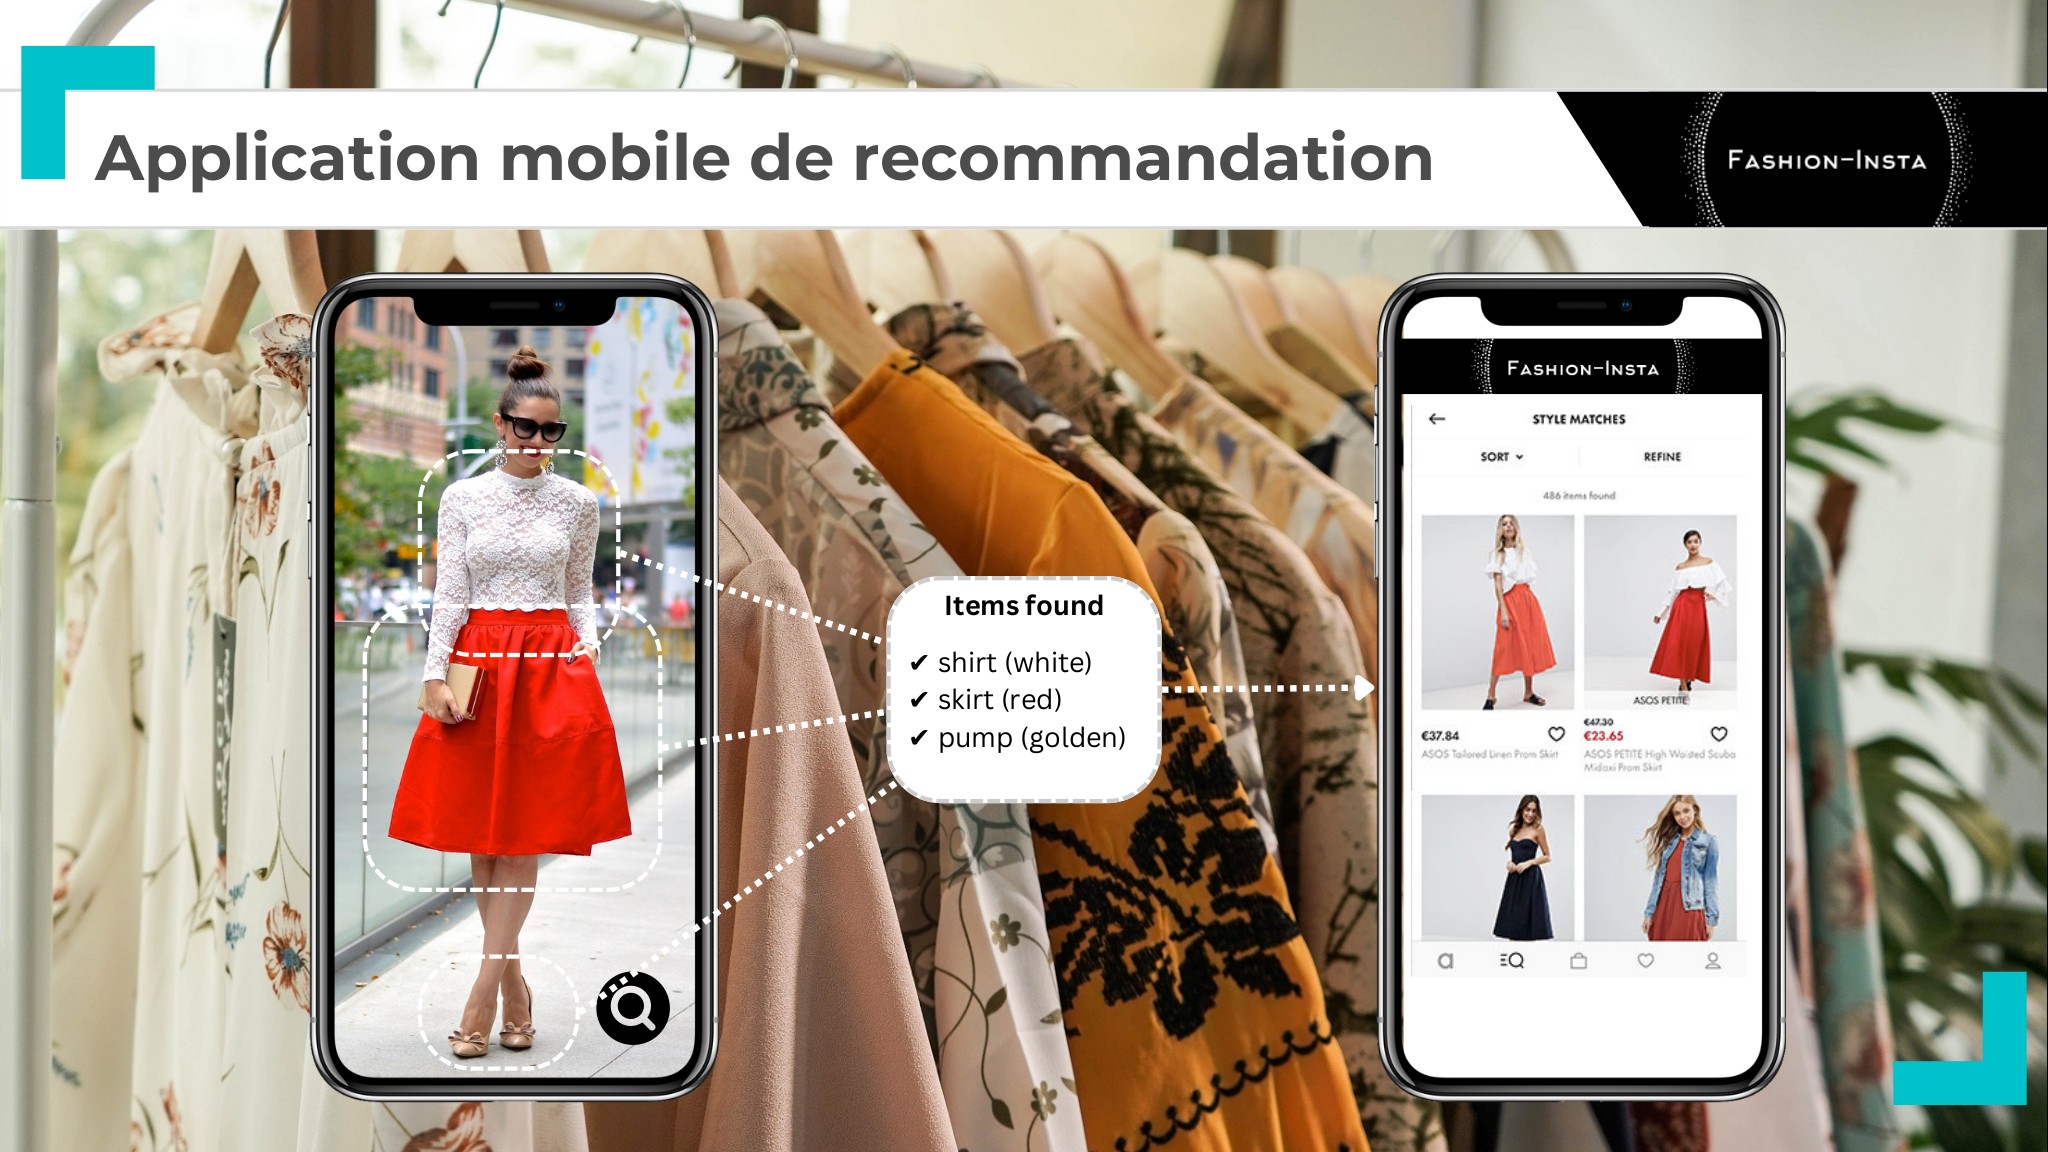 Application mobile de recommandation
FASHION-INSTA
Items found
✔ shirt (white)
✔ skirt (red)
✔ pump (golden)
FASHION-INSTA
STYLE MATCHES
SORT
REFINE
486 items found
ASOS PETITE
€37.84
ASOS Tailored Linen Prom Skirt
€47.30
€23.65
ASOS PETITE High Waisted Scuba
Midaxi Prom Skirt